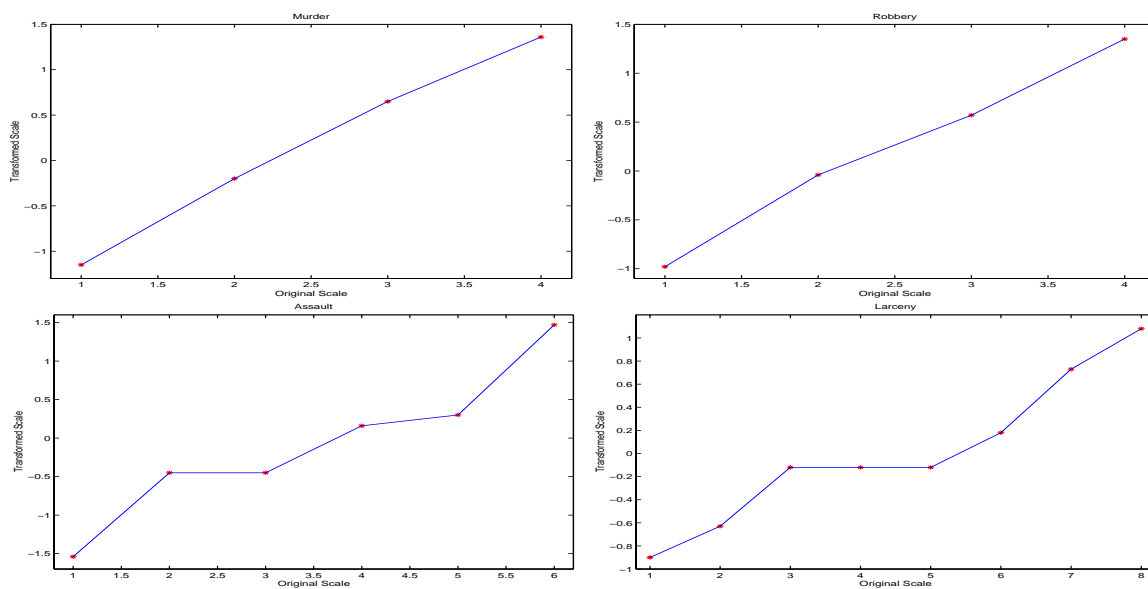 Murder
1.5
1
0.5
0
−0.5
−1
Transformed Scale
1 1.5 2 2.5 3 3.5 4
Original Scale
Robbery
1.5
1
0.5
0
−0.5
−1
Transformed Scale
1 1.5 2 2.5 3 3.5 4
Original Scale
Assault
1.5
1
0.5
0
−0.5
−1
−1.5
Transformed Scale
1 1.5 2 2.5 3 3.5 4 4.5 5 5.5 6
Original Scale
Larceny
1
0.8
0.6
0.4
0.2
0
−0.2
−0.4
−0.6
−0.8
−1
Transformed Scale
1 2 3 4 5 6 7 8
Original Scale